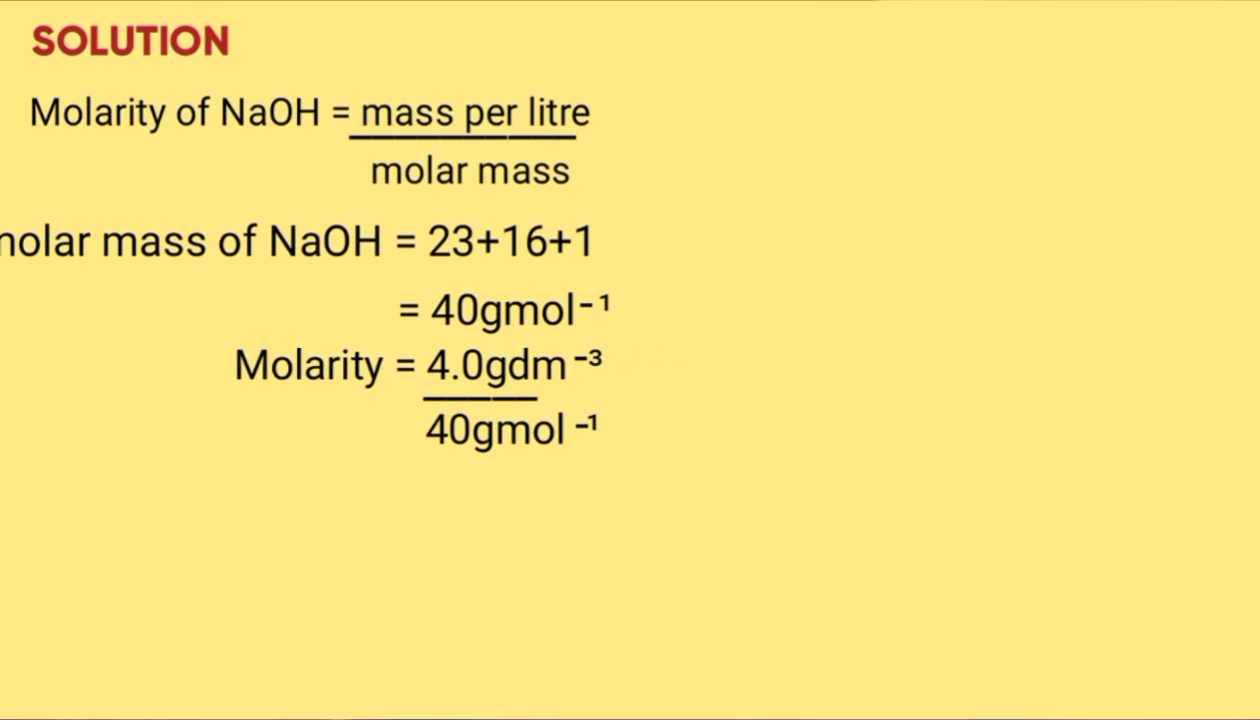 SOLUTION
Molarity of NaOH = mass per litre
molar mass
molar mass of NaOH = 23+16+1
= 40gmol⁻¹
Molarity = 4.0gdm⁻³
40gmol⁻¹